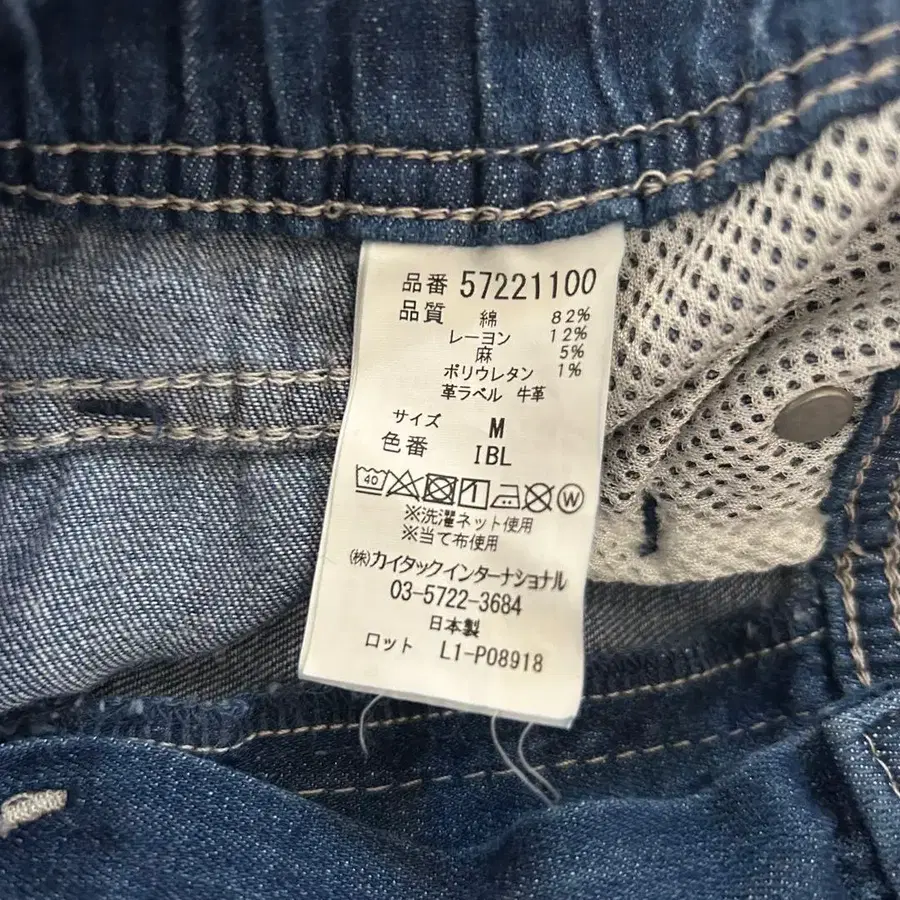 品番 57221100
品質 綿 82%
レーヨン 12%
麻 5%
ポリウレタン 1%
革ラベル 牛革
サイズ M
色番 IBL
40 W
※洗濯ネット使用
※当て布使用
㈱カイタックインターナショナル
03-5722-3684
日本製
ロット L1-P08918